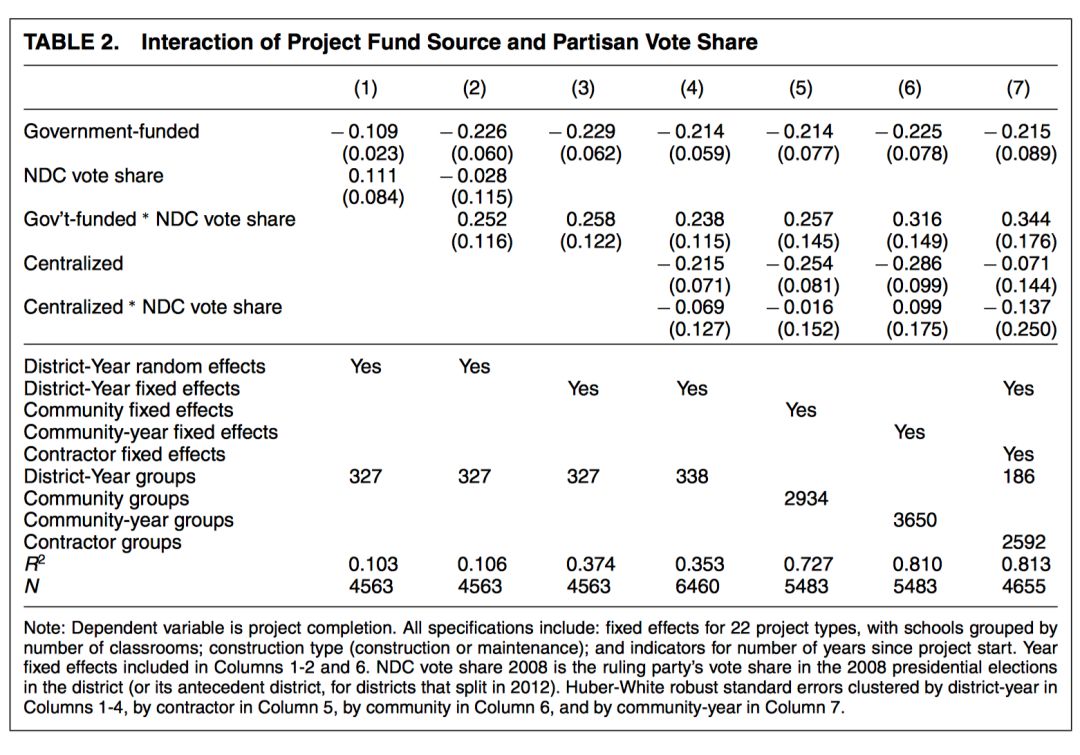 TABLE 2. Interaction of Project Fund Source and Partisan Vote Share
(1) (2) (3) (4) (5) (6) (7)
Government-funded − 0.109 − 0.226 − 0.229 − 0.214 − 0.214 − 0.225 − 0.215
(0.023) (0.060) (0.062) (0.059) (0.077) (0.078) (0.089)
NDC vote share 0.111 − 0.028
(0.084) (0.115)
Gov't-funded * NDC vote share 0.252 0.258 0.238 0.257 0.316 0.344
(0.116) (0.122) (0.115) (0.145) (0.149) (0.176)
Centralized − 0.215 − 0.254 − 0.286 − 0.071
(0.071) (0.081) (0.099) (0.144)
Centralized * NDC vote share − 0.069 − 0.016 0.099 − 0.137
(0.127) (0.152) (0.175) (0.250)
District-Year random effects Yes Yes
District-Year fixed effects Yes Yes Yes
Community fixed effects Yes
Community-year fixed effects Yes
Contractor fixed effects Yes
District-Year groups 327 327 327 338 186
Community groups 2934
Community-year groups 3650
Contractor groups 2592
R² 0.103 0.106 0.374 0.353 0.727 0.810 0.813
N 4563 4563 4563 6460 5483 5483 4655
Note: Dependent variable is project completion. All specifications include: fixed effects for 22 project types, with schools grouped by
number of classrooms; construction type (construction or maintenance); and indicators for number of years since project start. Year
fixed effects included in Columns 1-2 and 6. NDC vote share 2008 is the ruling party's vote share in the 2008 presidential elections
in the district (or its antecedent district, for districts that split in 2012). Huber-White robust standard errors clustered by district-year in
Columns 1-4, by contractor in Column 5, by community in Column 6, and by community-year in Column 7.